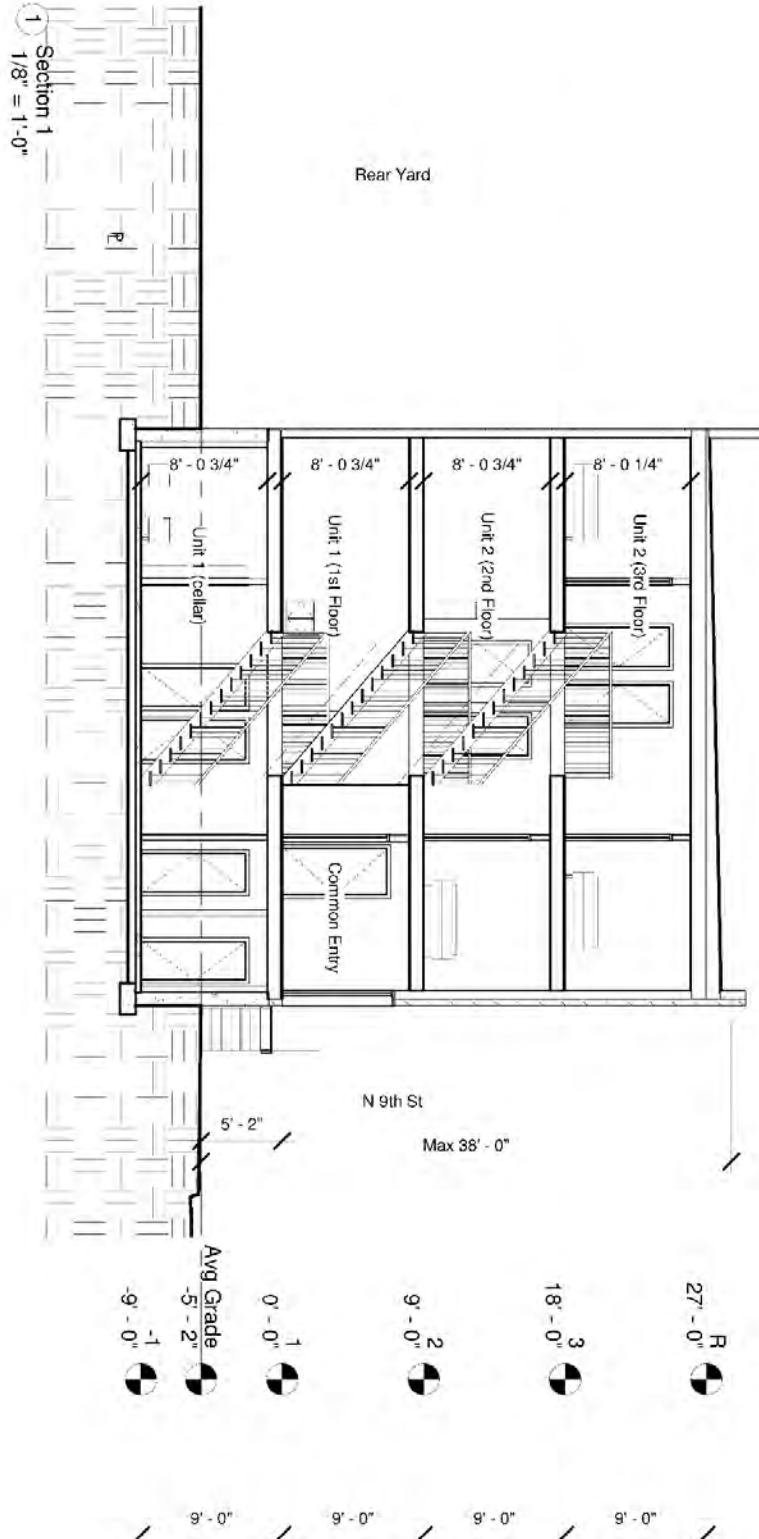 1
Section 1
1/8" = 1'-0"
Rear Yard
PL
8' - 0 3/4"
8' - 0 3/4"
8' - 0 3/4"
8' - 0 1/4"
Unit 1 (cellar)
Unit 1 (1st Floor)
Unit 2 (2nd Floor)
Unit 2 (3rd Floor)
Common Entry
N 9th St
5' - 2"
Max 38' - 0"
R
27' - 0"
3
18' - 0"
2
9' - 0"
1
0' - 0"
Avg Grade
-5' - 2"
-1
-9' - 0"
9' - 0"
9' - 0"
9' - 0"
9' - 0"